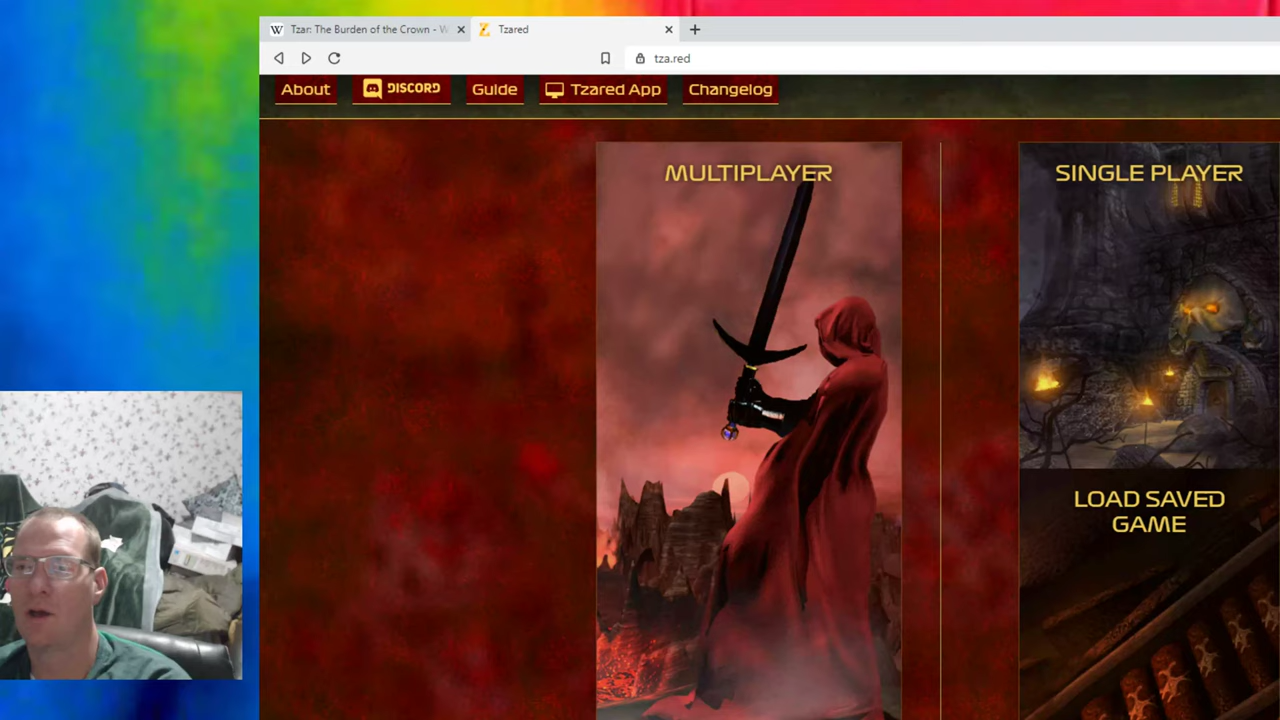 Tzar: The Burden of the Crown - W
Tzared
tza.red
About
DISCORD
Guide
Tzared App
Changelog
MULTIPLAYER
SINGLE PLAYER
LOAD SAVED
GAME